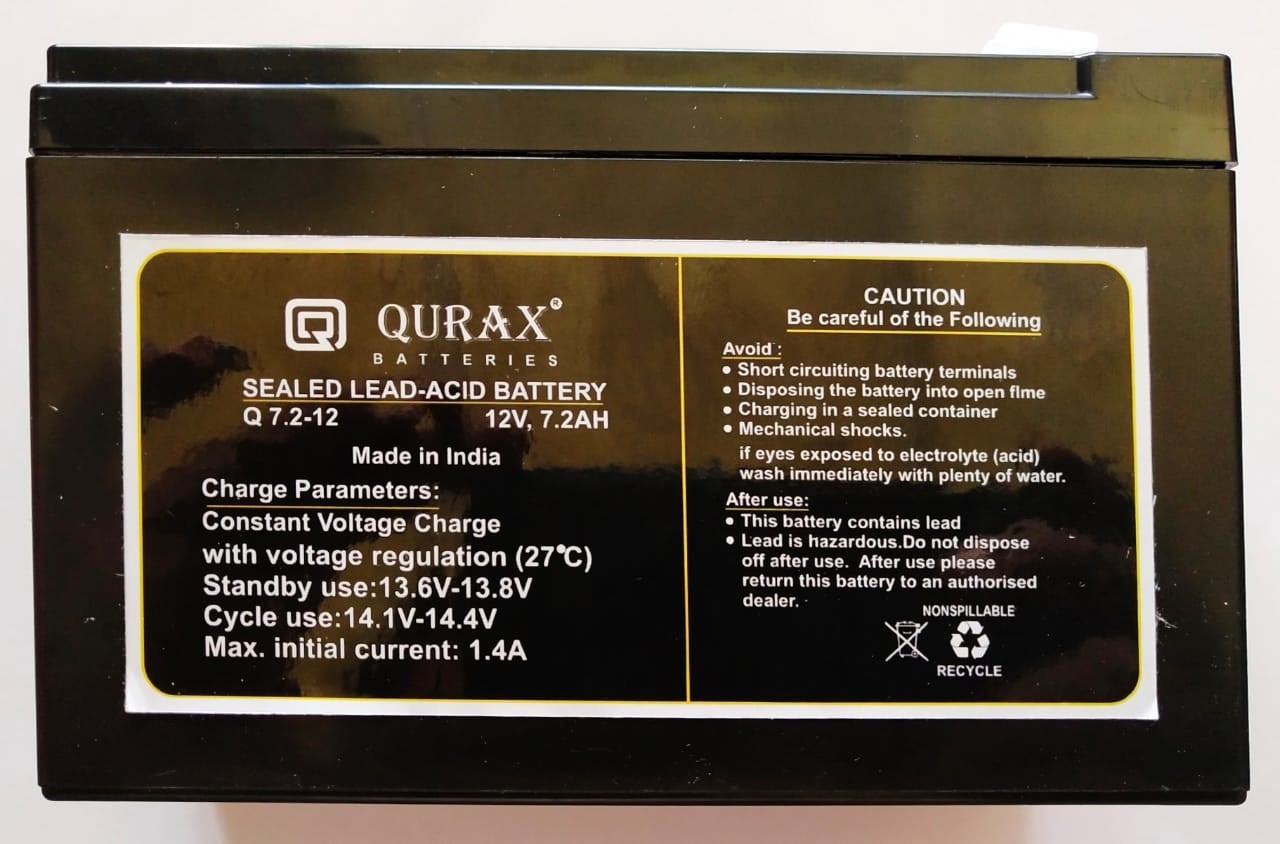 QURAX®
BATTERIES
SEALED LEAD-ACID BATTERY
Q 7.2-12 12V, 7.2AH
Made in India
Charge Parameters:
Constant Voltage Charge
with voltage regulation (27°C)
Standby use:13.6V-13.8V
Cycle use:14.1V-14.4V
Max. initial current: 1.4A
CAUTION
Be careful of the Following
Avoid :
• Short circuiting battery terminals
• Disposing the battery into open flme
• Charging in a sealed container
• Mechanical shocks.
if eyes exposed to electrolyte (acid)
wash immediately with plenty of water.
After use:
• This battery contains lead
• Lead is hazardous.Do not dispose
off after use. After use please
return this battery to an authorised
dealer.
NONSPILLABLE
RECYCLE